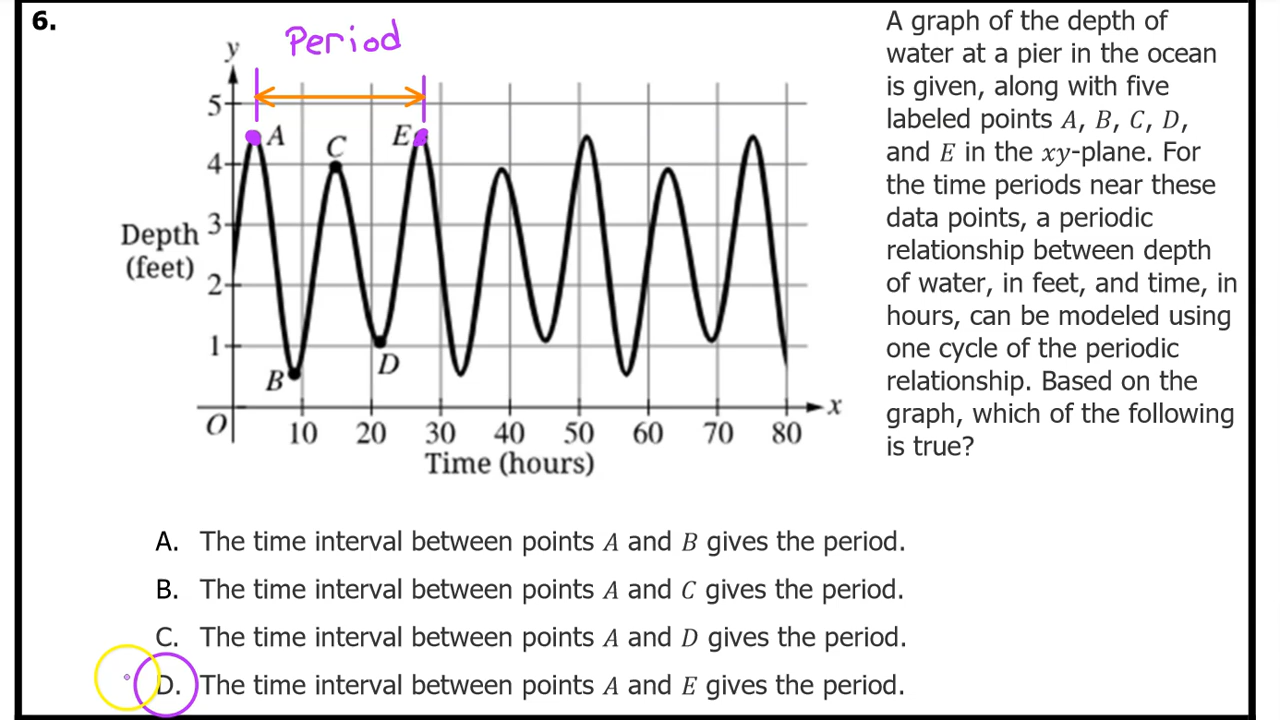 6.
Period
y
5
4
3
2
1
Depth
(feet)
A
C
E
B
D
O
10 20 30 40 50 60 70 80
x
Time (hours)
A graph of the depth of
water at a pier in the ocean
is given, along with five
labeled points A, B, C, D,
and E in the xy-plane. For
the time periods near these
data points, a periodic
relationship between depth
of water, in feet, and time, in
hours, can be modeled using
one cycle of the periodic
relationship. Based on the
graph, which of the following
is true?
A. The time interval between points A and B gives the period.
B. The time interval between points A and C gives the period.
C. The time interval between points A and D gives the period.
D. The time interval between points A and E gives the period.